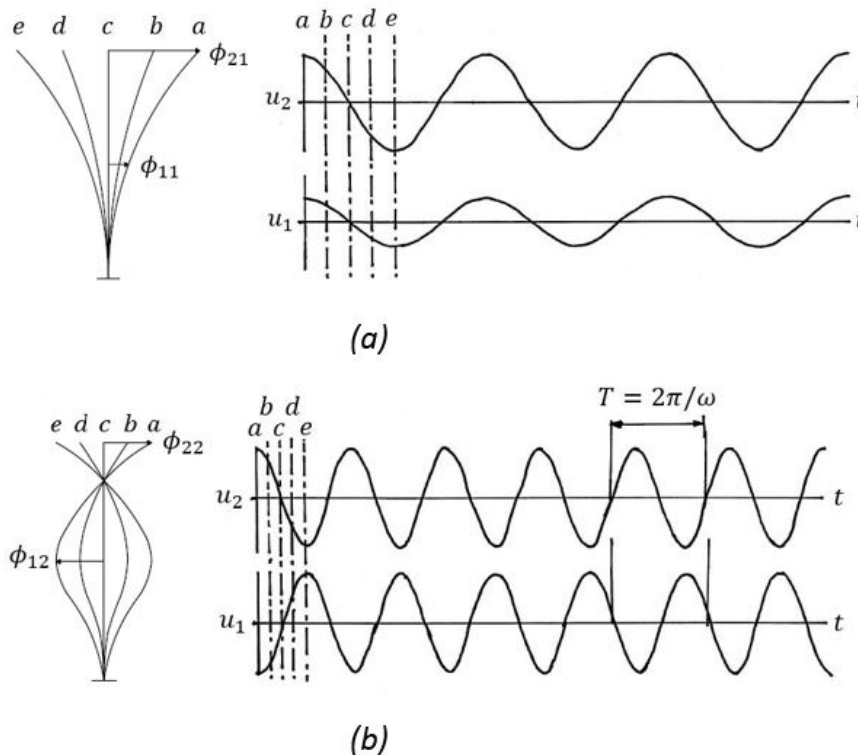 e d c b a
ϕ₂₁
ϕ₁₁
a b c d e
u₂
t
u₁
t
(a)
e d c b a
ϕ₂₂
ϕ₁₂
b d
a c e
T = 2π/ω
u₂
t
u₁
t
(b)